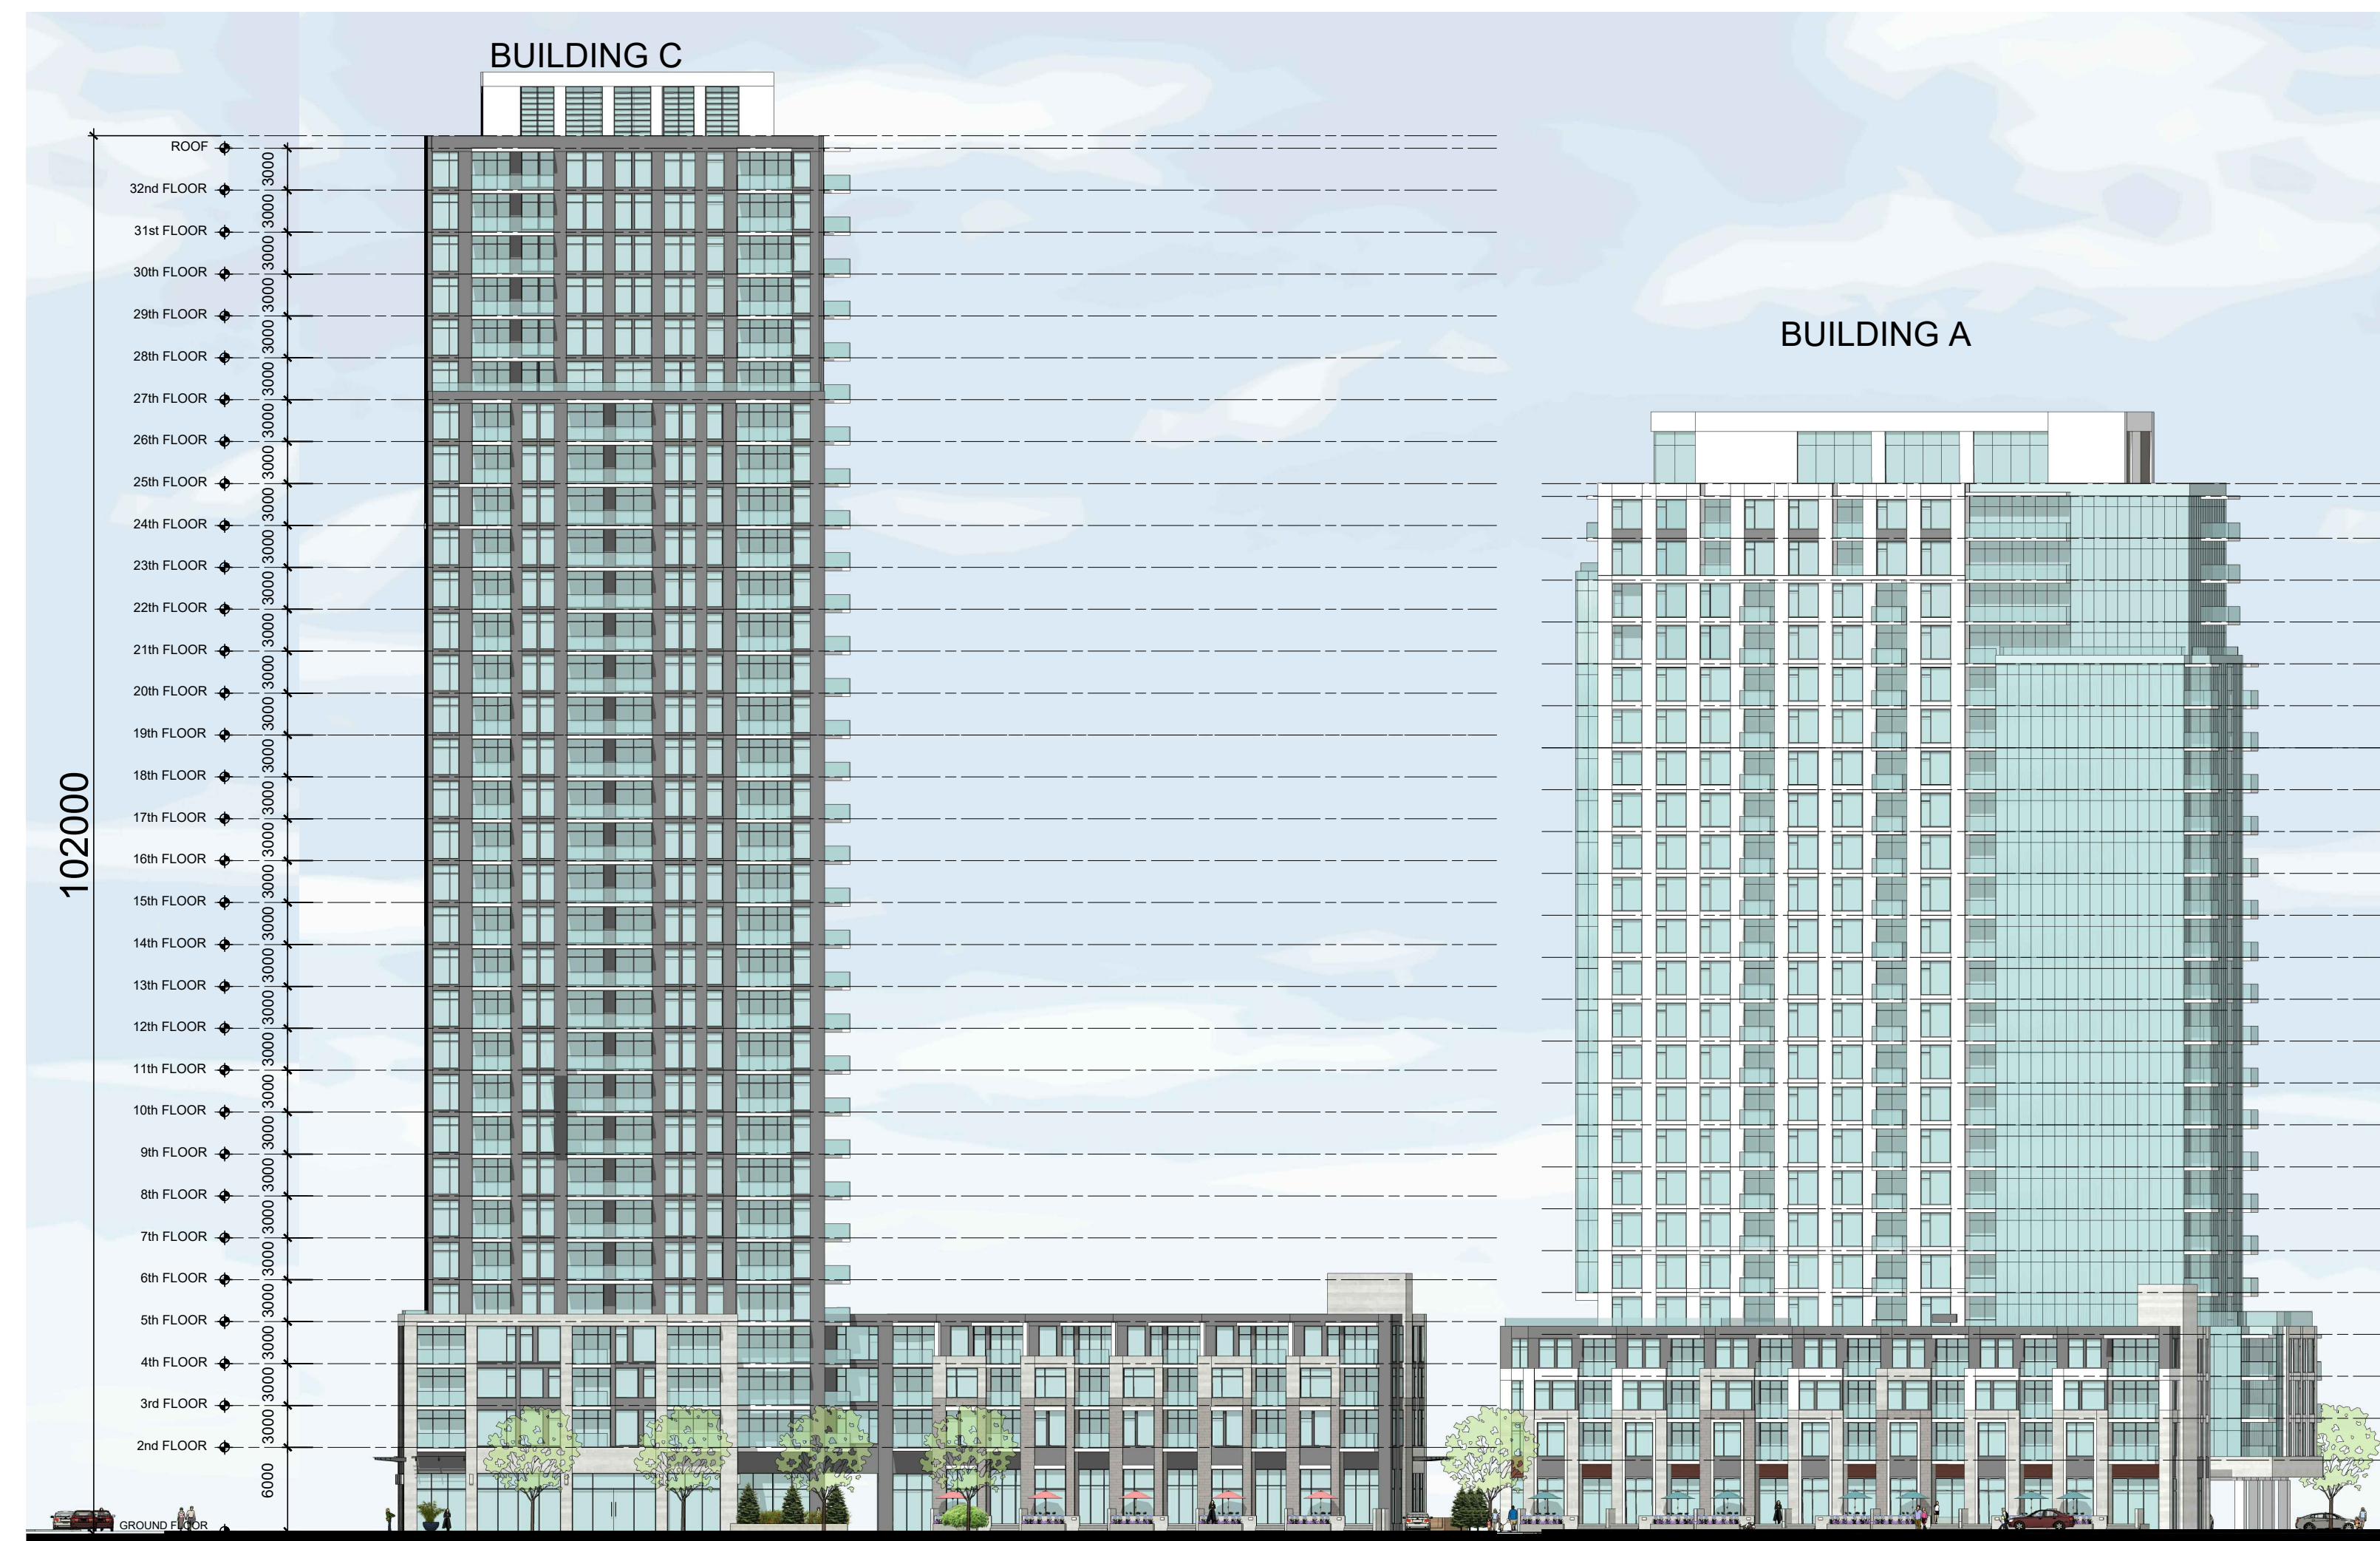 BUILDING C
BUILDING A
102000
ROOF
3000
32nd FLOOR
3000
31st FLOOR
3000
30th FLOOR
3000
29th FLOOR
3000
28th FLOOR
3000
27th FLOOR
3000
26th FLOOR
3000
25th FLOOR
3000
24th FLOOR
3000
23th FLOOR
3000
22th FLOOR
3000
21th FLOOR
3000
20th FLOOR
3000
19th FLOOR
3000
18th FLOOR
3000
17th FLOOR
3000
16th FLOOR
3000
15th FLOOR
3000
14th FLOOR
3000
13th FLOOR
3000
12th FLOOR
3000
11th FLOOR
3000
10th FLOOR
3000
9th FLOOR
3000
8th FLOOR
3000
7th FLOOR
3000
6th FLOOR
3000
5th FLOOR
3000
4th FLOOR
3000
3rd FLOOR
3000
2nd FLOOR
6000
GROUND FLOOR